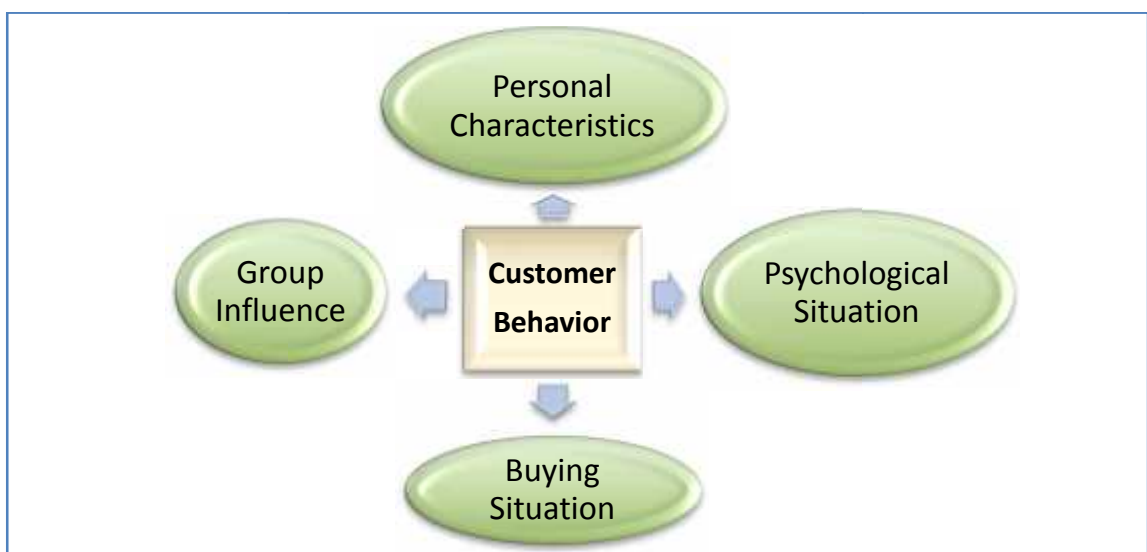 Personal
Characteristics
Group
Influence
Customer
Behavior
Psychological
Situation
Buying
Situation